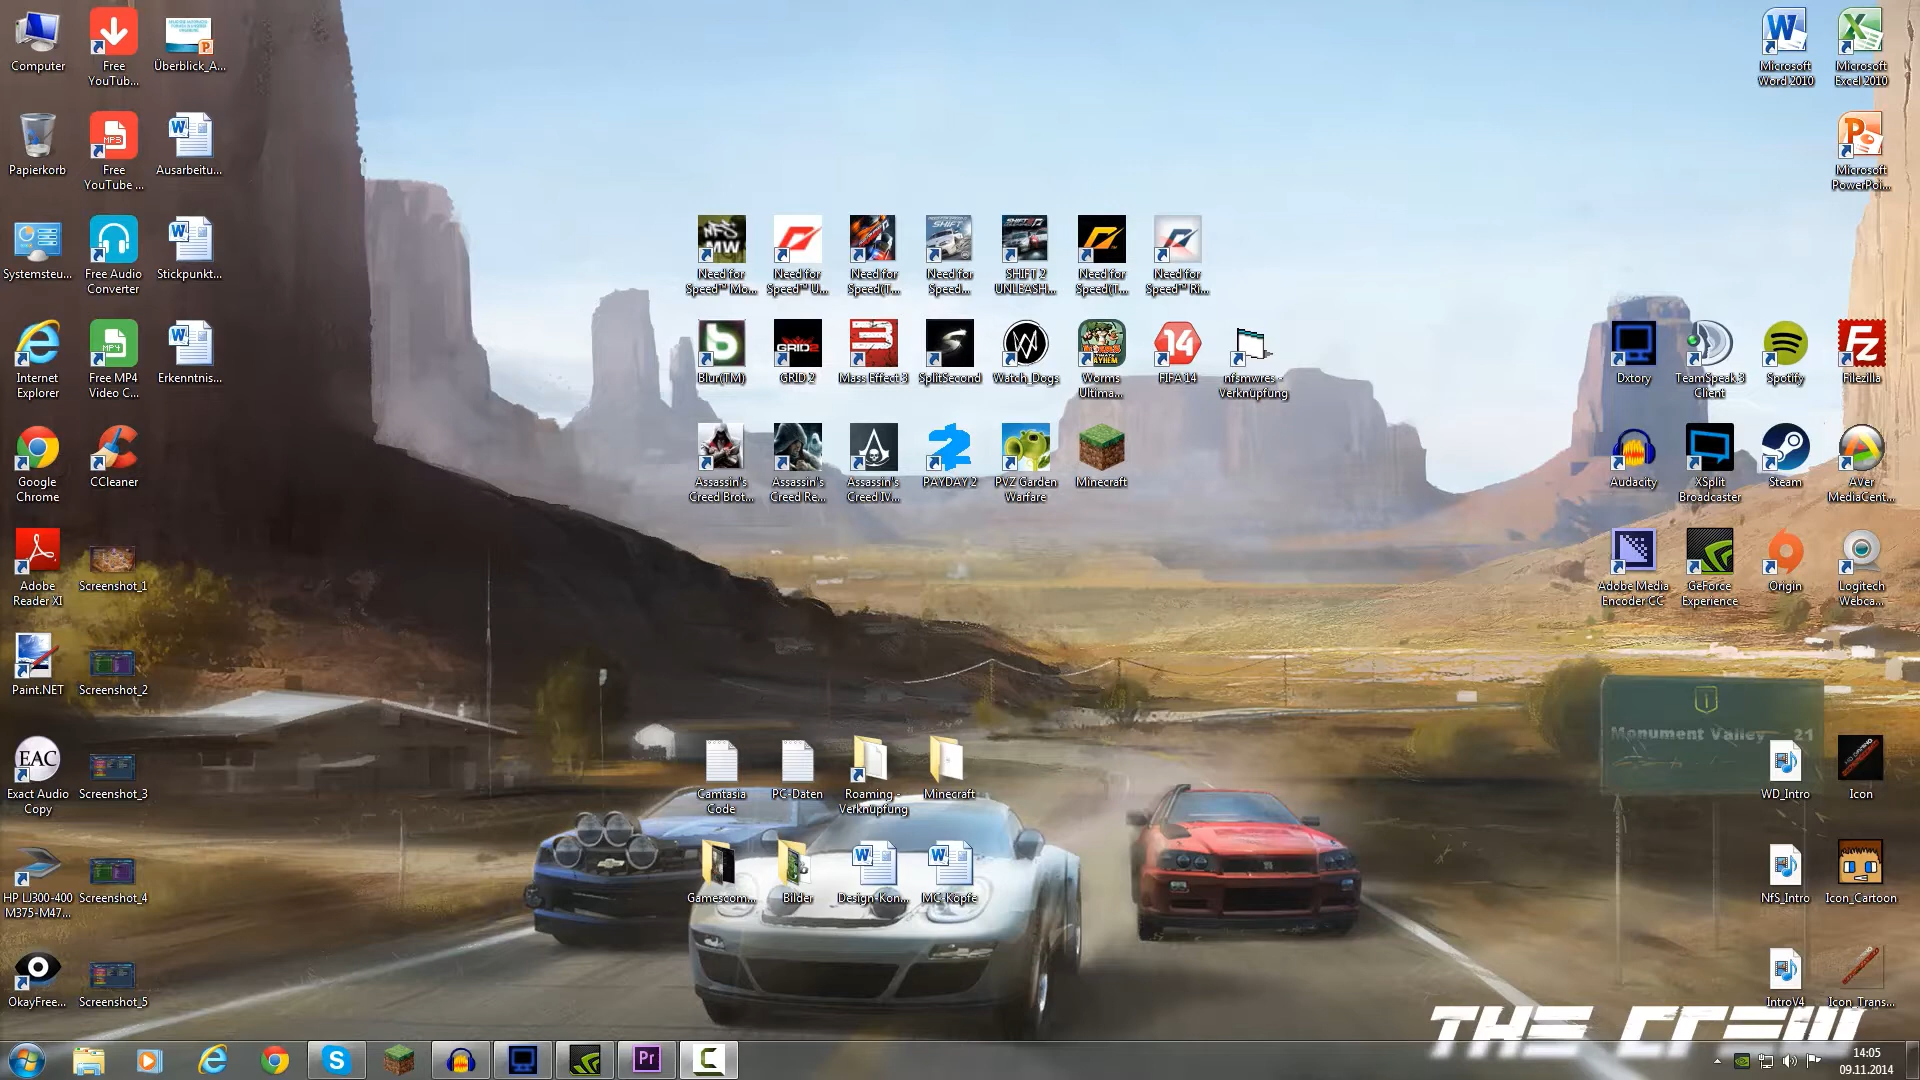 Computer
Free
YouTub...
Überblick_A...
Microsoft
Word 2010
Microsoft
Excel 2010
Papierkorb
Free
YouTube ...
Ausarbeitu...
Microsoft
PowerPoi...
Systemsteu...
Free Audio
Converter
Stickpunkt...
Need for
Speed™ Mo...
Need for
Speed™ U...
Need for
Speed(T...
Need for
Speed...
SHIFT 2
UNLEASH...
Need for
Speed(T...
Need for
Speed™ Ri...
Internet
Explorer
Free MP4
Video C...
Erkenntnis...
Blur(TM)
GRID 2
Mass Effect 3
SplitSecond
Watch_Dogs
Worms
Ultima...
FIFA 14
nfsmwres -
Verknüpfung
Dxtory
TeamSpeak 3
Client
Spotify
Filezilla
Google
Chrome
CCleaner
Assassin's
Creed Brot...
Assassin's
Creed Re...
Assassin's
Creed IV...
PAYDAY 2
PVZ Garden
Warfare
Minecraft
Audacity
XSplit
Broadcaster
Steam
AVer
MediaCent...
Adobe
Reader XI
Screenshot_1
Adobe Media
Encoder CC
GeForce
Experience
Origin
Logitech
Webca...
Paint.NET
Screenshot_2
Monument Valley 21
EAC
Exact Audio
Copy
Screenshot_3
Camtasia
Code
PC-Daten
Roaming -
Verknüpfung
Minecraft
WD_Intro
Icon
HP LJ300-400
M375-M47...
Screenshot_4
Gamescom...
Bilder
Design-Kon...
MC-Köpfe
NfS_Intro
Icon_Cartoon
OkayFree...
Screenshot_5
IntroV4
Icon_Trans...
THE CREW
14:05
09.11.2014